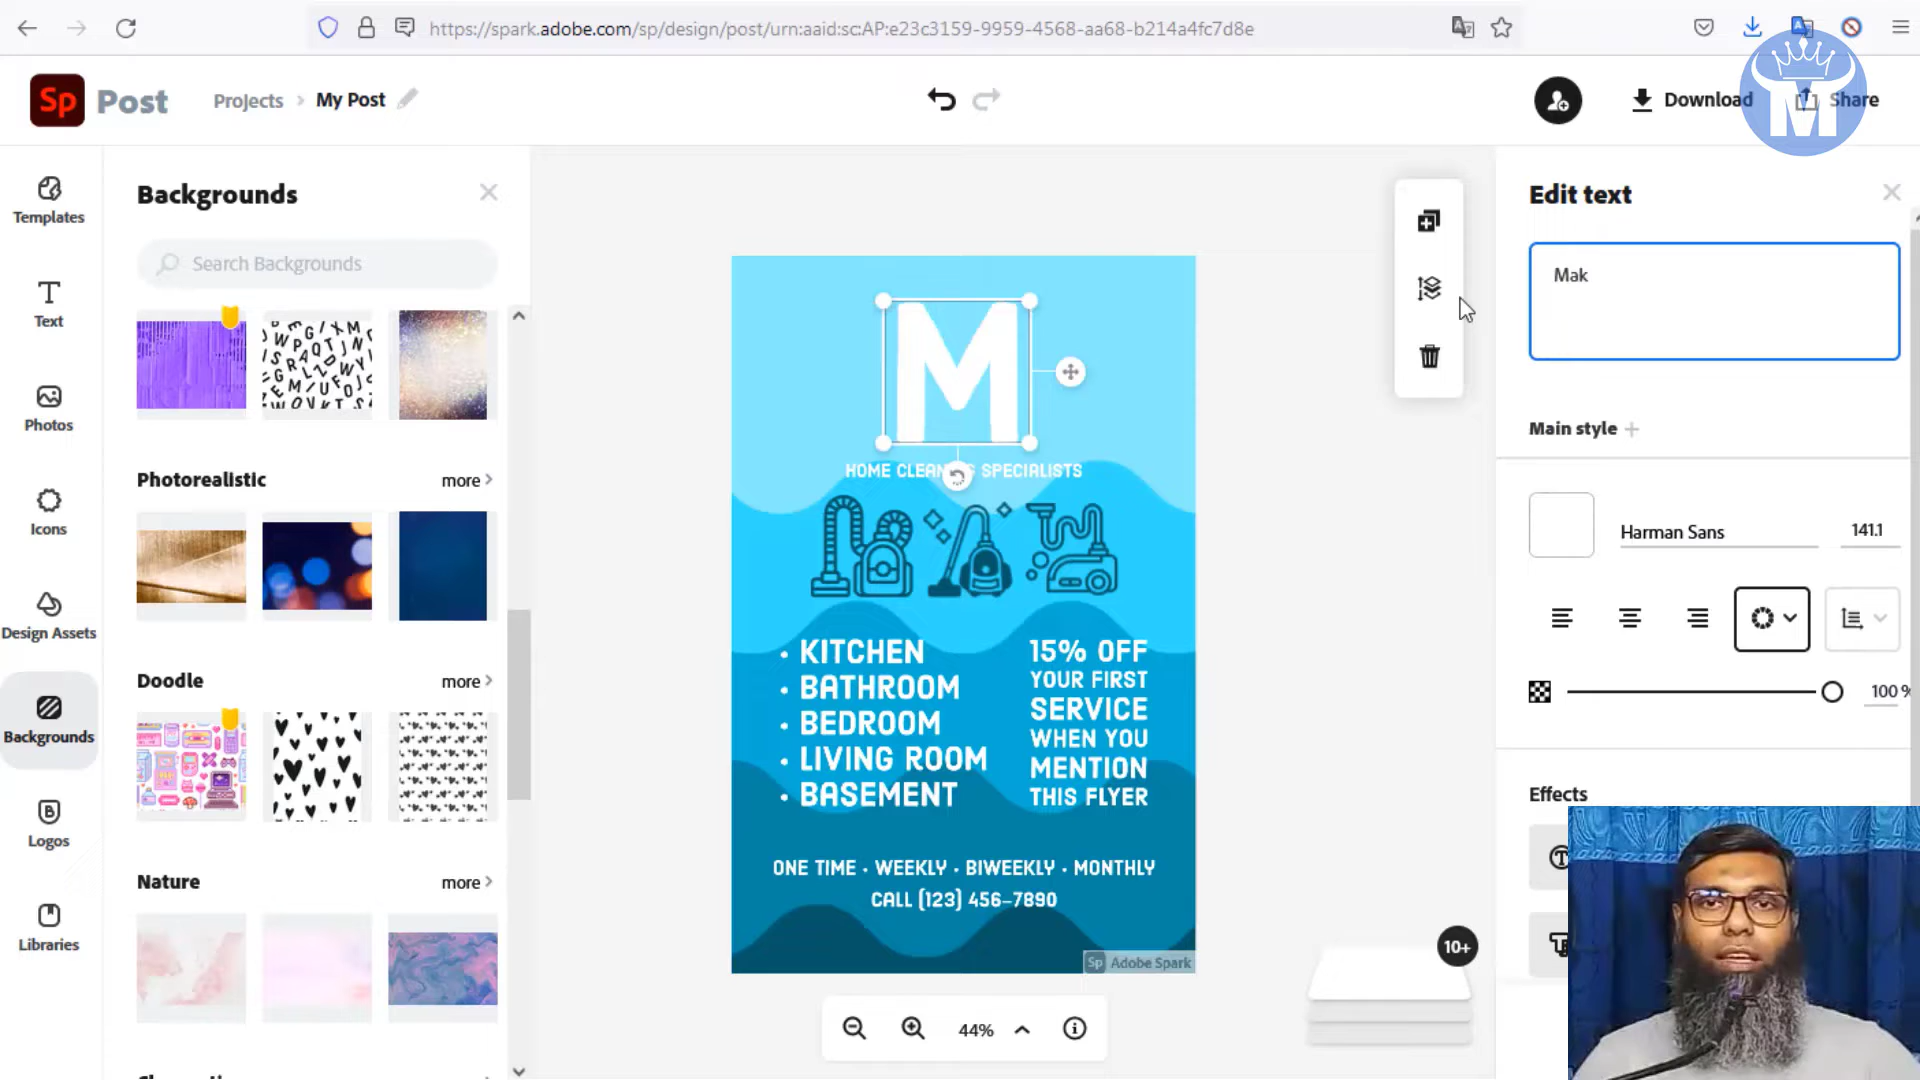 https://spark.adobe.com/sp/design/post/urn:aaid:sc:AP:e23c3159-9959-4568-aa68-b214a4fc7d8e
Sp Post Projects > My Post
Download Share
M
Templates
Text
Photos
Icons
Design Assets
Backgrounds
Logos
Libraries
Backgrounds
Search Backgrounds
Photorealistic more >
Doodle more >
Nature more >
M
HOME CLEAN S SPECIALISTS
• KITCHEN
• BATHROOM
• BEDROOM
• LIVING ROOM
• BASEMENT
15% OFF
YOUR FIRST
SERVICE
WHEN YOU
MENTION
THIS FLYER
ONE TIME · WEEKLY · BIWEEKLY · MONTHLY
CALL (123) 456-7890
Sp Adobe Spark
44%
10+
Edit text
Mak
Main style +
Harman Sans 141.1
100 %
Effects